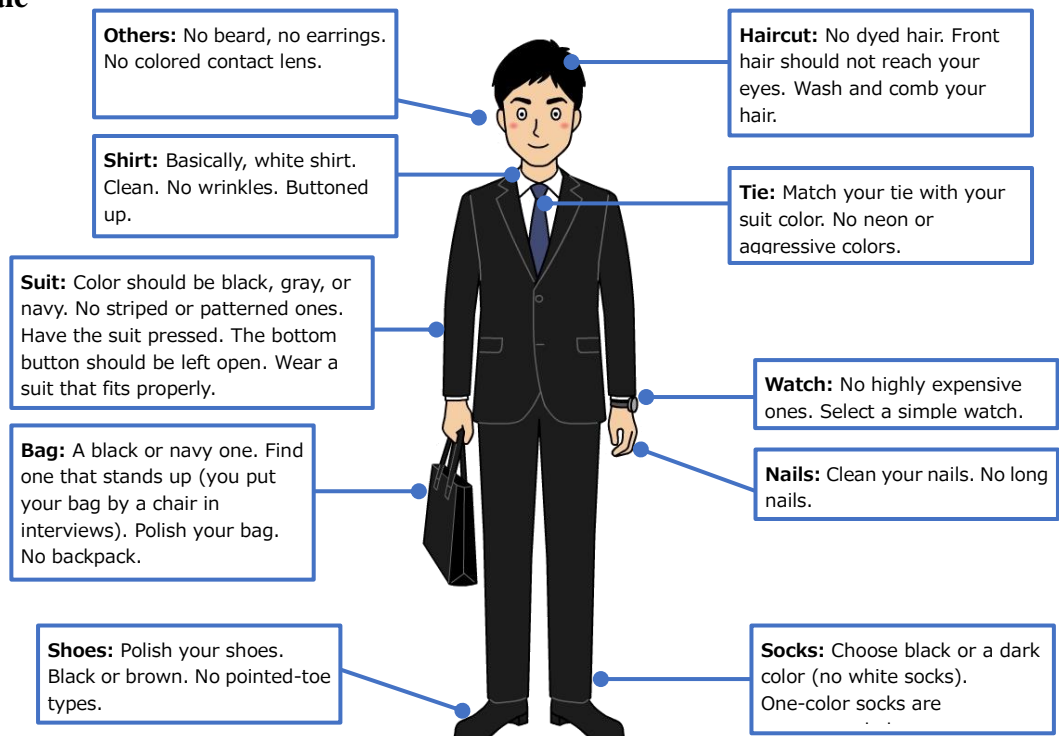 Others: No beard, no earrings.
No colored contact lens.
Haircut: No dyed hair. Front
hair should not reach your
eyes. Wash and comb your
hair.
Shirt: Basically, white shirt.
Clean. No wrinkles. Buttoned
up.
Tie: Match your tie with your
suit color. No neon or
aggressive colors.
Suit: Color should be black, gray, or
navy. No striped or patterned ones.
Have the suit pressed. The bottom
button should be left open. Wear a
suit that fits properly.
Watch: No highly expensive
ones. Select a simple watch.
Bag: A black or navy one. Find
one that stands up (you put
your bag by a chair in
interviews). Polish your bag.
No backpack.
Nails: Clean your nails. No long
nails.
Shoes: Polish your shoes.
Black or brown. No pointed-toe
types.
Socks: Choose black or a dark
color (no white socks).
One-color socks are